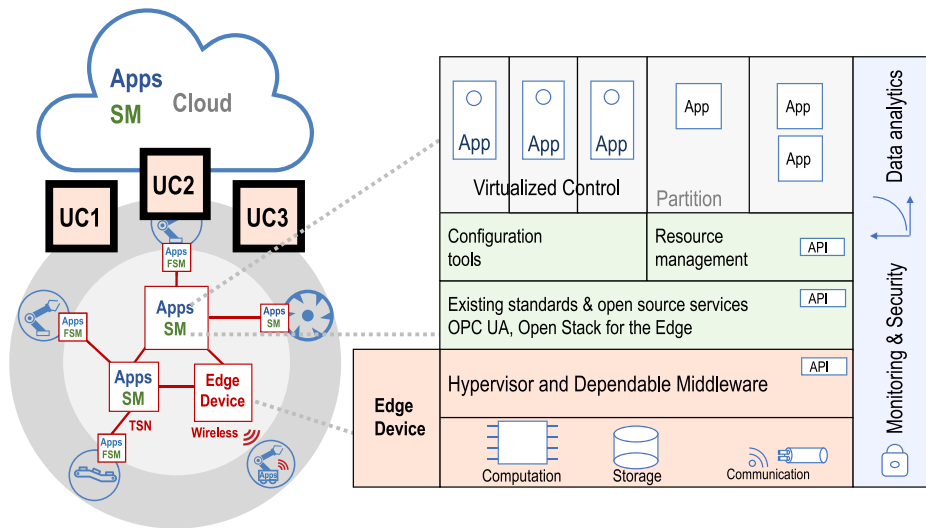 Apps
SM
Cloud
UC1
UC2
UC3
Apps
FSM
Apps
FSM
Apps
SM
Apps
SM
Apps
SM
Edge
Device
TSN
Wireless
Apps
FSM
Apps
App
App
App
Virtualized Control
App
Partition
App
App
Configuration
tools
Resource
management
API
Existing standards & open source services
OPC UA, Open Stack for the Edge
API
Edge
Device
Hypervisor and Dependable Middleware
API
Computation
Storage
Communication
Data analytics
Monitoring & Security